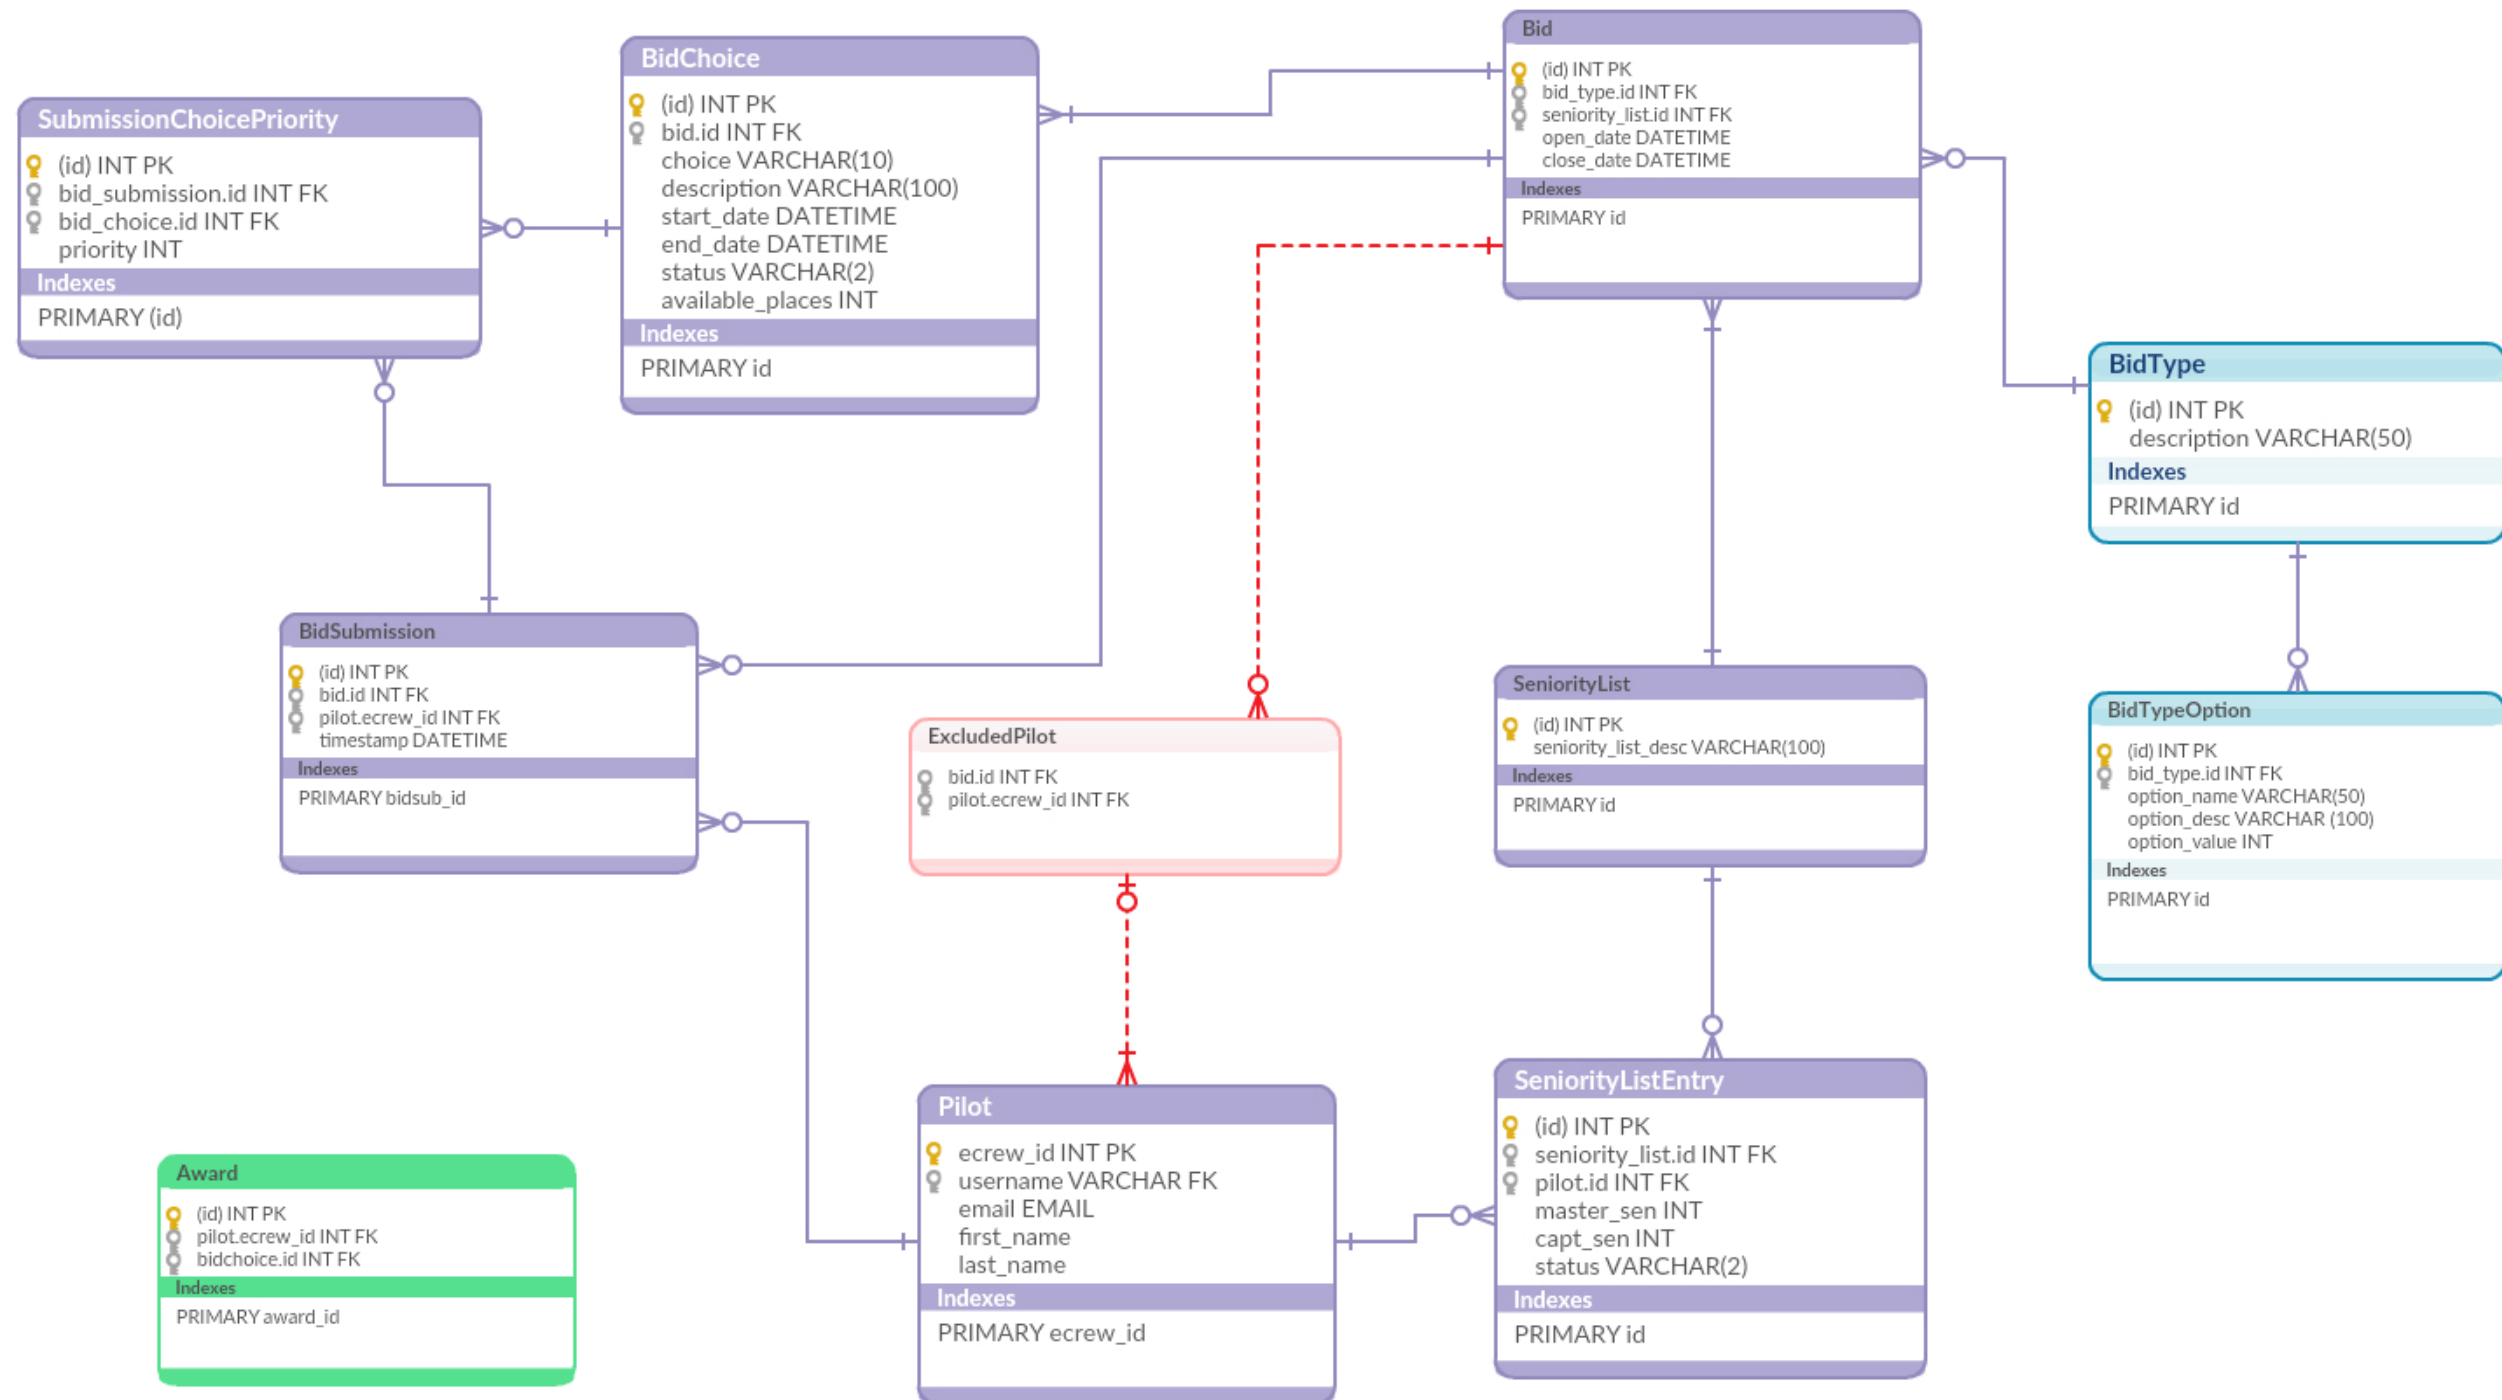 SubmissionChoicePriority
(id) INT PK
bid_submission.id INT FK
bid_choice.id INT FK
priority INT
Indexes
PRIMARY (id)
BidChoice
(id) INT PK
bid.id INT FK
choice VARCHAR(10)
description VARCHAR(100)
start_date DATETIME
end_date DATETIME
status VARCHAR(2)
available_places INT
Indexes
PRIMARY id
Bid
(id) INT PK
bid_type.id INT FK
seniority_list.id INT FK
open_date DATETIME
close_date DATETIME
Indexes
PRIMARY id
BidType
(id) INT PK
description VARCHAR(50)
Indexes
PRIMARY id
BidSubmission
(id) INT PK
bid.id INT FK
pilot.ecrew_id INT FK
timestamp DATETIME
Indexes
PRIMARY bidsub_id
ExcludedPilot
bid.id INT FK
pilot.ecrew_id INT FK
SeniorityList
(id) INT PK
seniority_list_desc VARCHAR(100)
Indexes
PRIMARY id
BidTypeOption
(id) INT PK
bid_type.id INT FK
option_name VARCHAR(50)
option_desc VARCHAR (100)
option_value INT
Indexes
PRIMARY id
Award
(id) INT PK
pilot.ecrew_id INT FK
bidchoice.id INT FK
Indexes
PRIMARY award_id
Pilot
ecrew_id INT PK
username VARCHAR FK
email EMAIL
first_name
last_name
Indexes
PRIMARY ecrew_id
SeniorityListEntry
(id) INT PK
seniority_list.id INT FK
pilot.id INT FK
master_sen INT
capt_sen INT
status VARCHAR(2)
Indexes
PRIMARY id